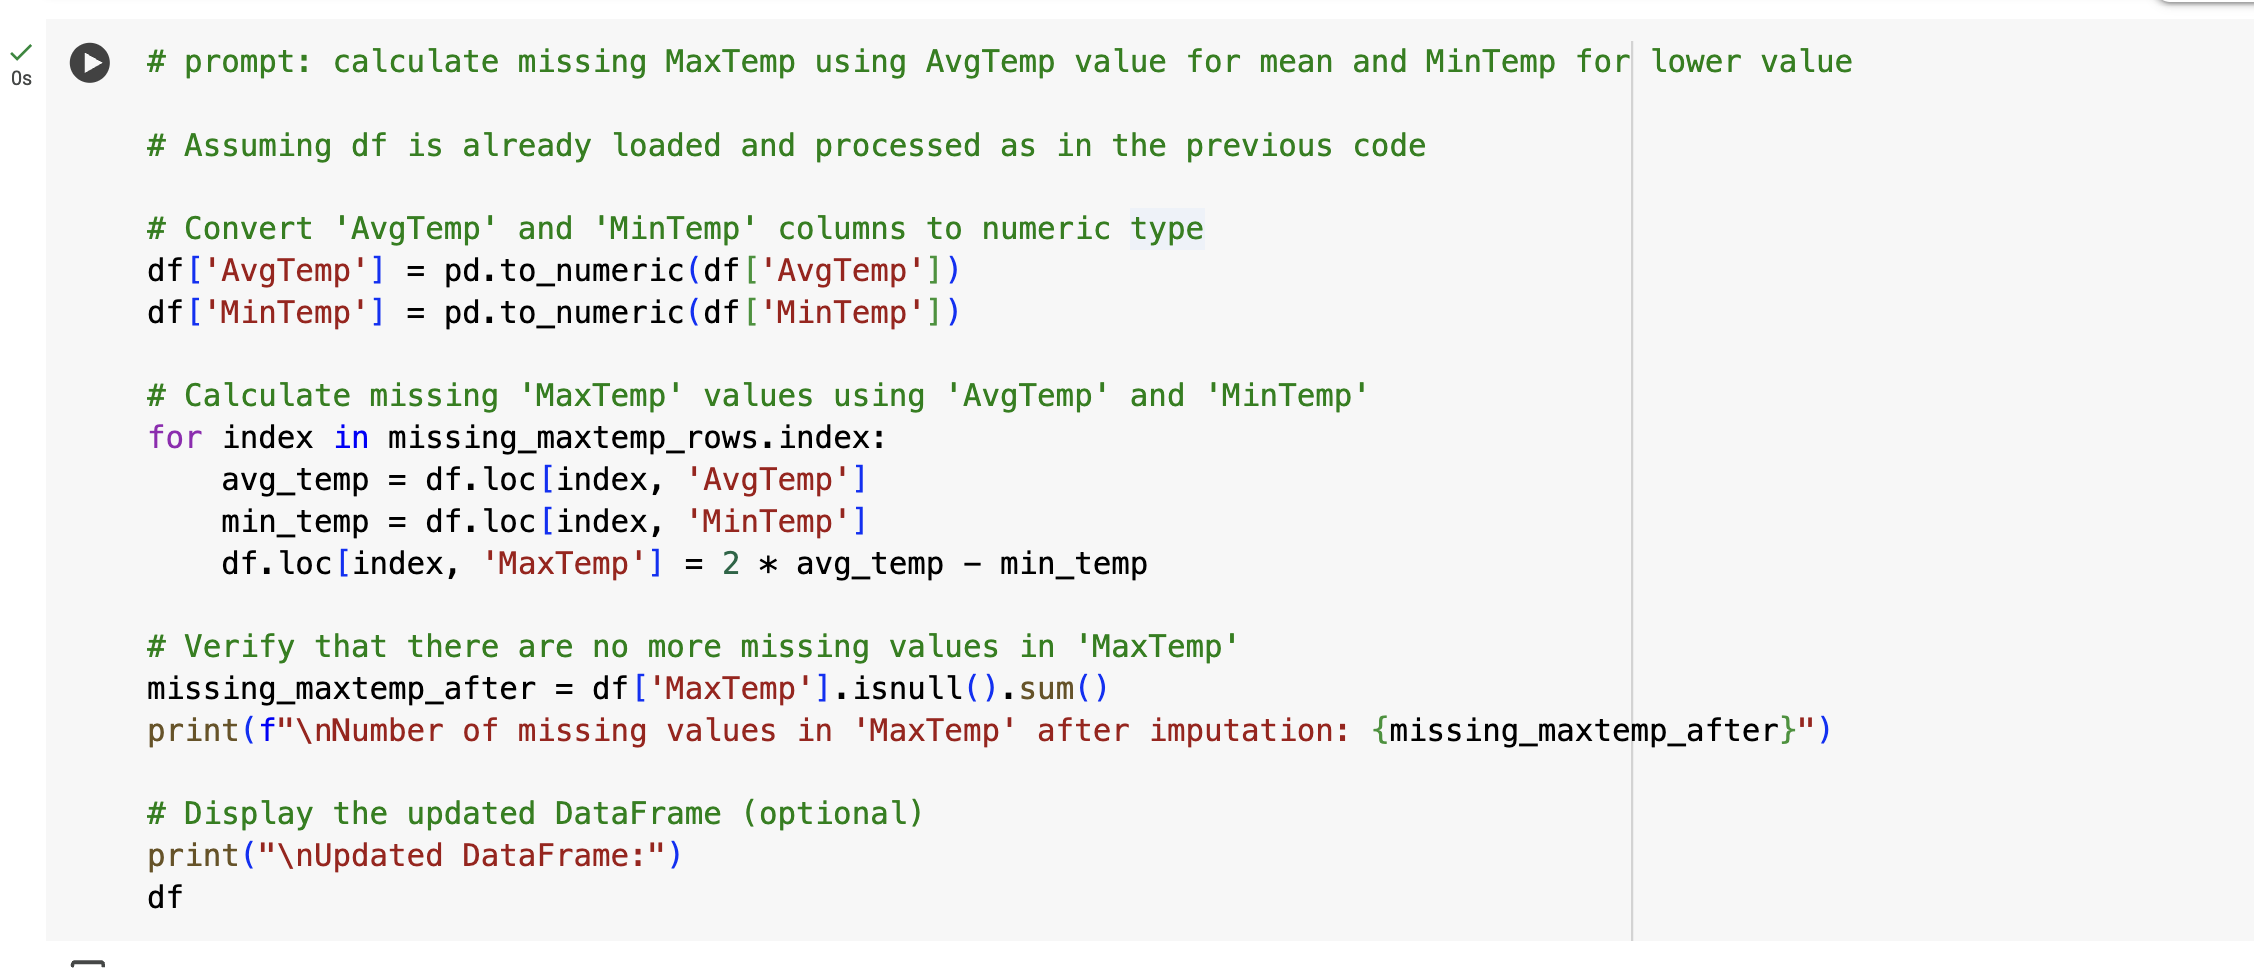 # prompt: calculate missing MaxTemp using AvgTemp value for mean and MinTemp for lower value
0s
# Assuming df is already loaded and processed as in the previous code
# Convert 'AvgTemp' and 'MinTemp' columns to numeric type
df['AvgTemp'] = pd.to_numeric(df['AvgTemp'])
df['MinTemp'] = pd.to_numeric(df['MinTemp'])
# Calculate missing 'MaxTemp' values using 'AvgTemp' and 'MinTemp'
for index in missing_maxtemp_rows.index:
    avg_temp = df.loc[index, 'AvgTemp']
    min_temp = df.loc[index, 'MinTemp']
    df.loc[index, 'MaxTemp'] = 2 * avg_temp - min_temp
# Verify that there are no more missing values in 'MaxTemp'
missing_maxtemp_after = df['MaxTemp'].isnull().sum()
print(f"\nNumber of missing values in 'MaxTemp' after imputation: {missing_maxtemp_after}")
# Display the updated DataFrame (optional)
print("\nUpdated DataFrame:")
df